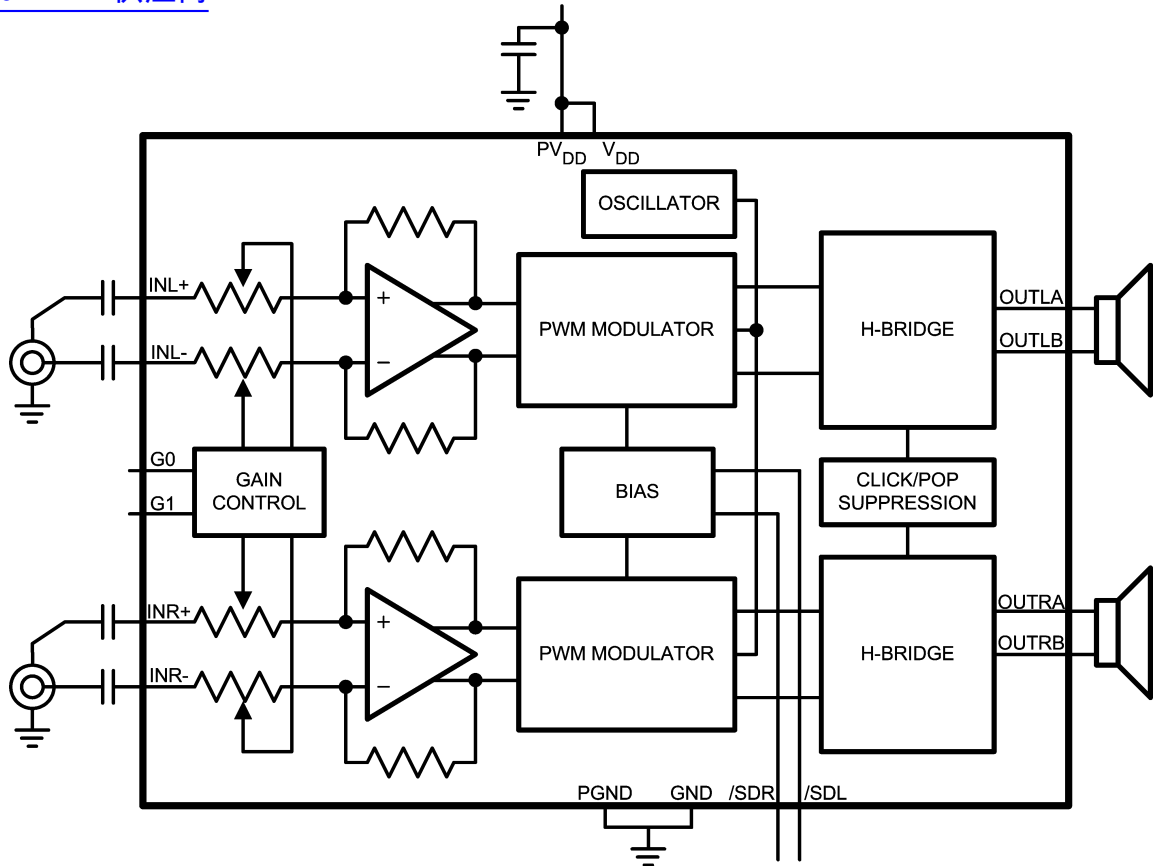 PVDD VDD
OSCILLATOR
INL+
+
PWM MODULATOR
H-BRIDGE
OUTLA
INL-
−
OUTLB
G0
GAIN
CONTROL
G1
BIAS
CLICK/POP
SUPPRESSION
INR+
+
PWM MODULATOR
H-BRIDGE
OUTRA
INR-
−
OUTRB
PGND GND /SDR /SDL